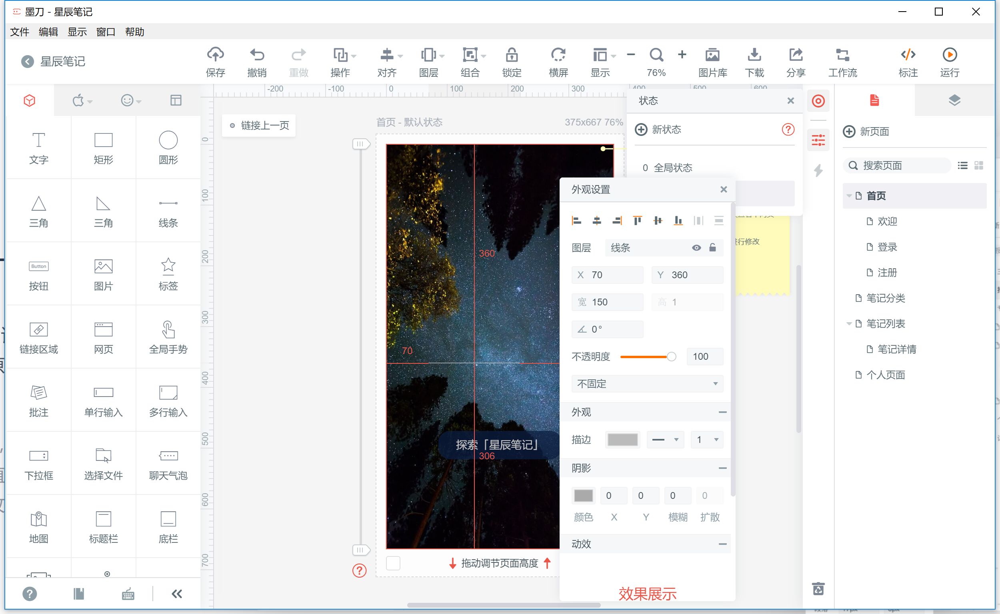 墨刀 - 星辰笔记
文件 编辑 显示 窗口 帮助
星辰笔记
保存 撤销 重做 操作 对齐 图层 组合 锁定 横屏 显示 76% 图片库 下载 分享 工作流 标注 运行
-200 -100 0 100 200 300 400 500 600
0
100
200
300
400
500
600
700
文字 矩形 圆形
三角 三角 线条
Button
按钮 图片 标签
链接区域 网页 全局手势
批注 单行输入 多行输入
下拉框 选择文件 聊天气泡
地图 标题栏 底栏
链接上一页
首页 - 默认状态 375x667 76%
360
70
探索「星辰笔记」
306
拖动调节页面高度
状态
新状态
0 全局状态
外观设置
图层 线条
X 70 Y 360
宽 150 高 1
0°
不透明度 100
不固定
外观
描边 1
阴影
0 0 0 0
颜色 X Y 模糊 扩散
动效
效果展示
行修改
新页面
搜索页面
首页
欢迎
登录
注册
笔记分类
笔记列表
笔记详情
个人页面